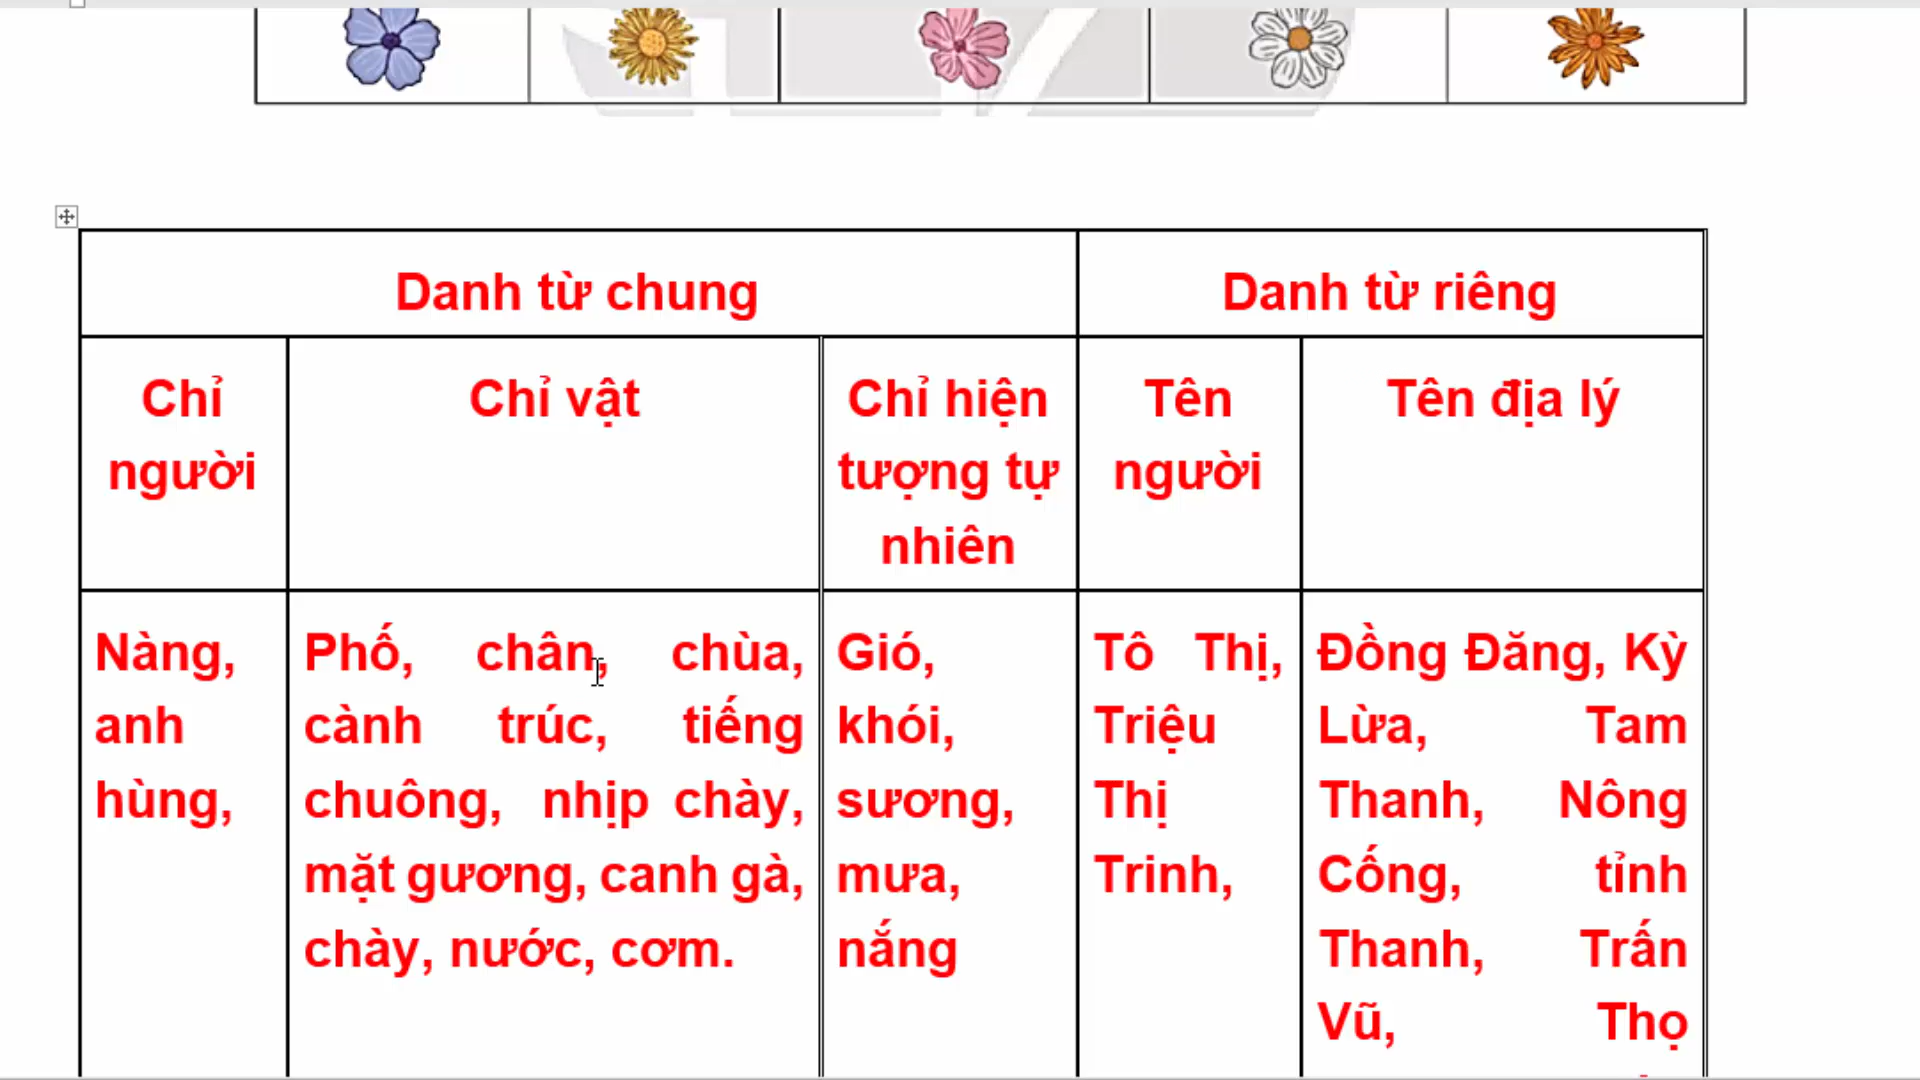 Danh từ chung
Danh từ riêng
Chỉ
người
Chỉ vật
Chỉ hiện
tượng tự
nhiên
Tên
người
Tên địa lý
Nàng,
anh
hùng,
Phố, chân, chùa,
cành trúc, tiếng
chuông, nhịp chày,
mặt gương, canh gà,
chày, nước, cơm.
Gió,
khói,
sương,
mưa,
nắng
Tô Thị,
Triệu
Thị
Trinh,
Đồng Đăng, Kỳ
Lừa, Tam
Thanh, Nông
Cống, tỉnh
Thanh, Trấn
Vũ, Thọ